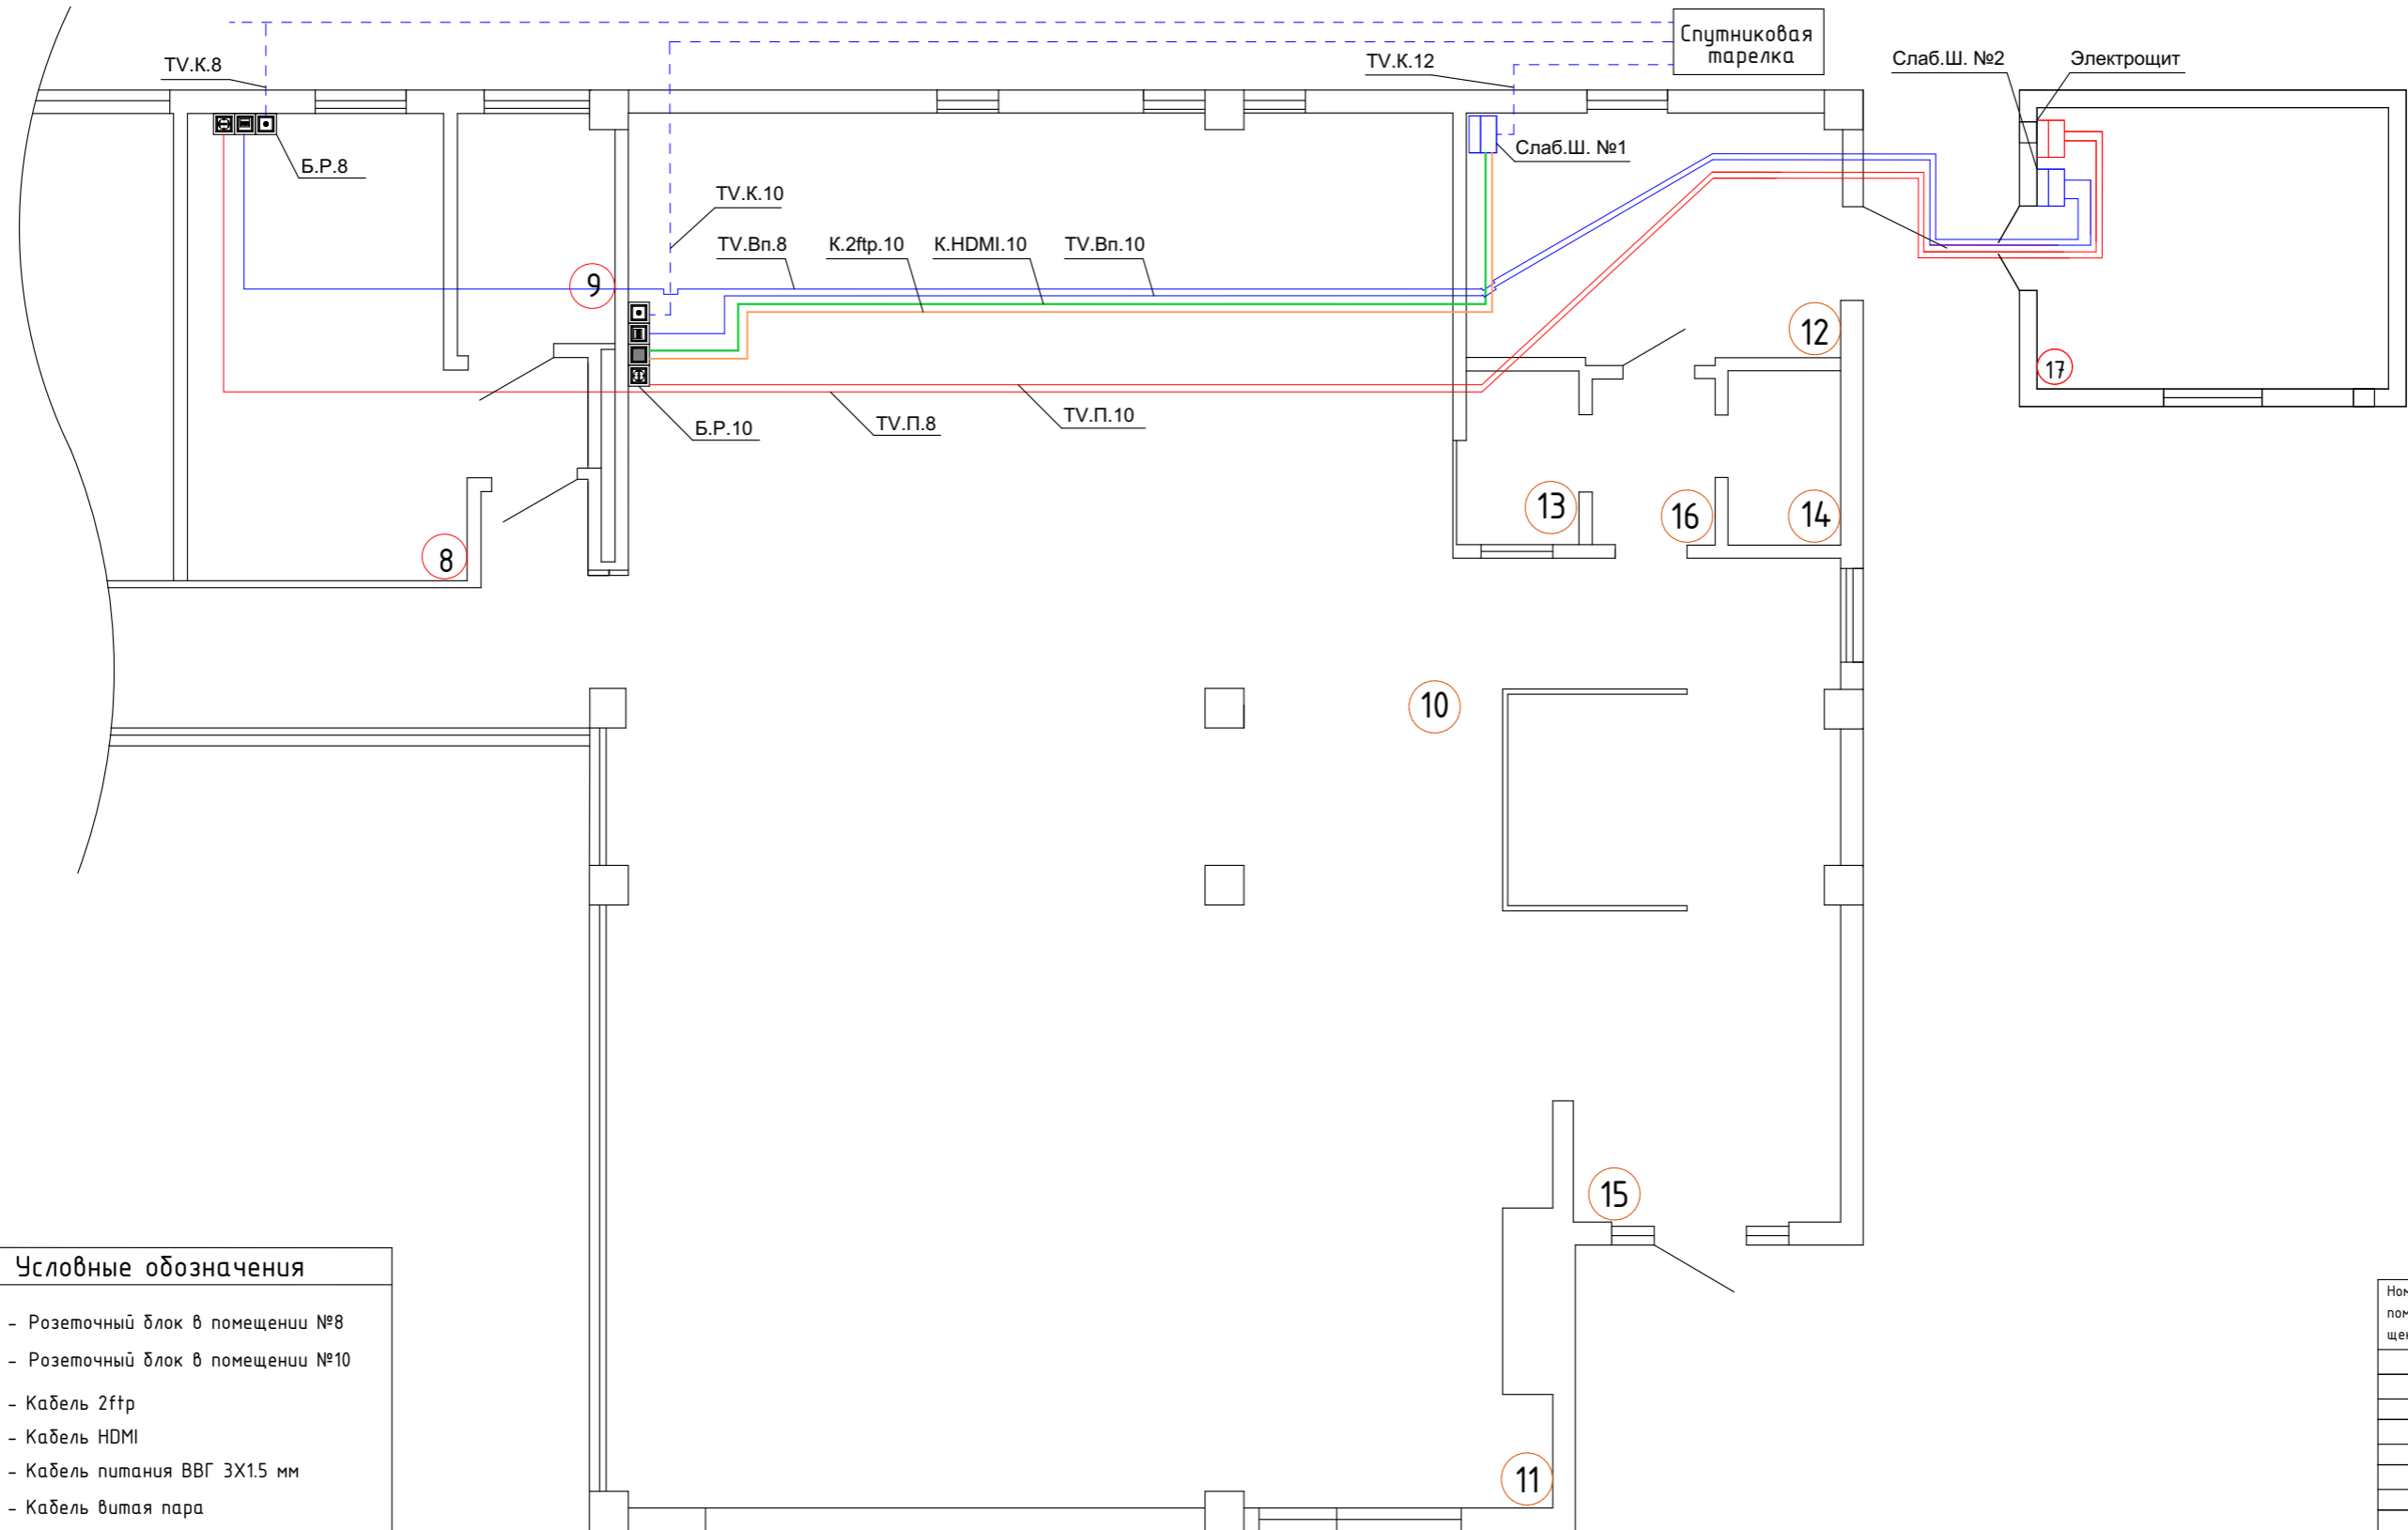 Спутниковая
тарелка
TV.К.8
TV.К.12
Слаб.Ш. №2
Электрощит
Б.Р.8
Слаб.Ш. №1
TV.К.10
TV.Вп.8
К.2ftp.10
К.HDMI.10
TV.Вп.10
9
12
17
Б.Р.10
TV.П.8
TV.П.10
13
16
14
8
10
15
11
Условные обозначения
- Розеточный блок в помещении №8
- Розеточный блок в помещении №10
- Кабель 2ftp
- Кабель HDMI
- Кабель питания ВВГ 3X1.5 мм
- Кабель витая пара
Ном
пом
щен